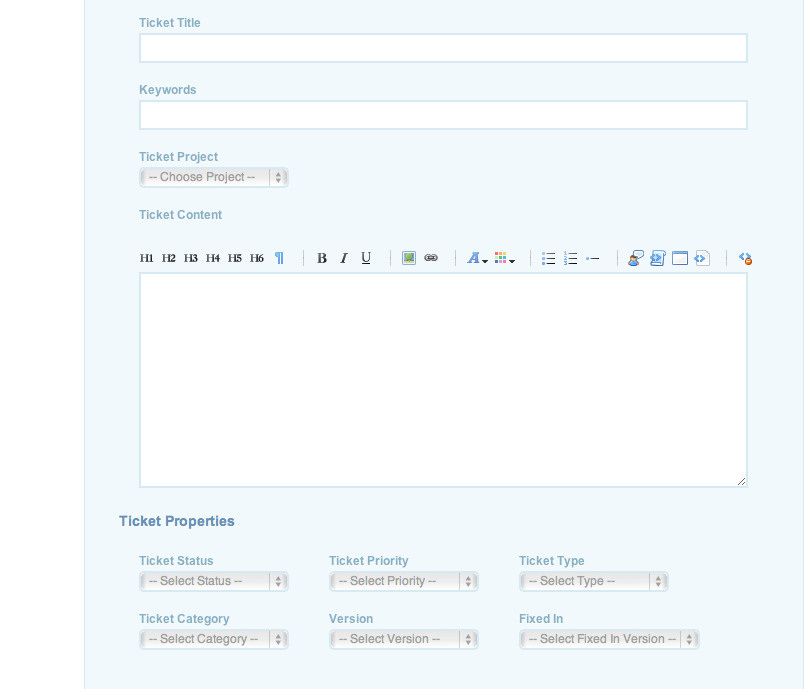 Ticket Title
Keywords
Ticket Project
-- Choose Project --
Ticket Content
H1 H2 H3 H4 H5 H6 ¶ B I U A
Ticket Properties
Ticket Status Ticket Priority Ticket Type
-- Select Status -- -- Select Priority -- -- Select Type --
Ticket Category Version Fixed In
-- Select Category -- -- Select Version -- -- Select Fixed In Version --